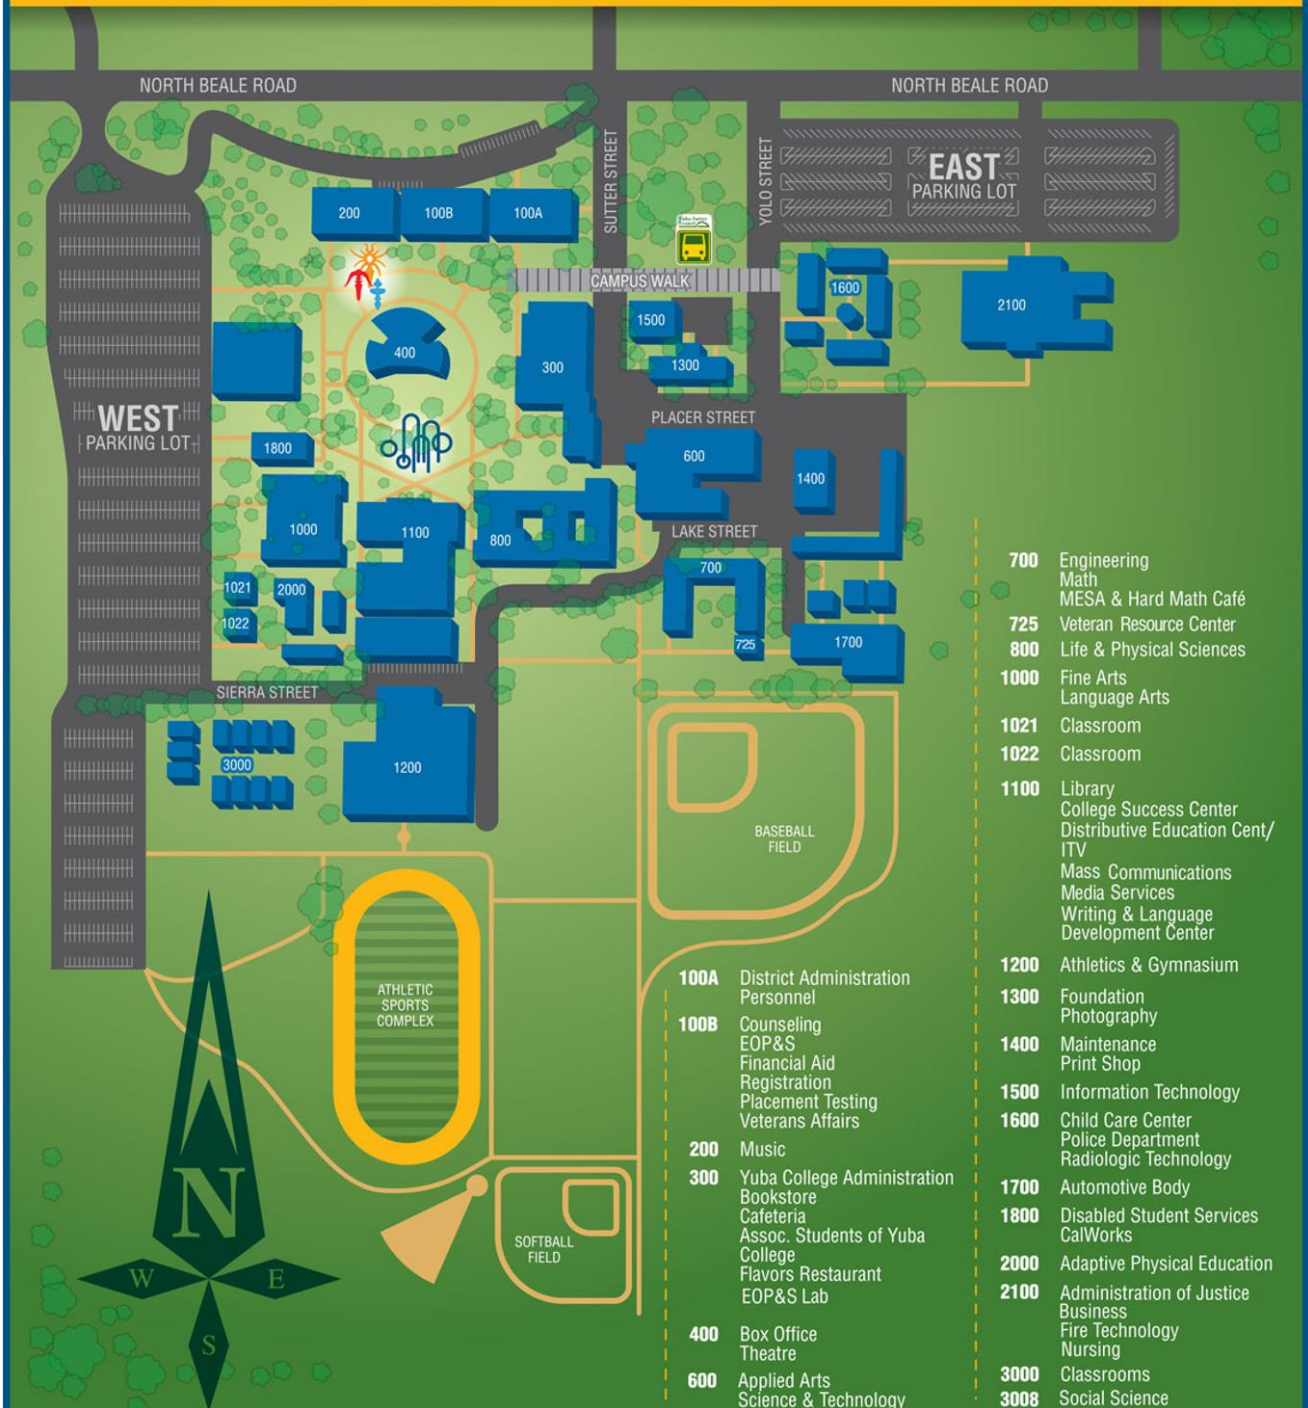 NORTH BEALE ROAD
NORTH BEALE ROAD
SUTTER STREET
YOLO STREET
EAST
PARKING LOT
200
100B
100A
CAMPUS WALK
1600
2100
1500
400
300
1300
WEST
PARKING LOT
PLACER STREET
1800
600
1400
1000
1100
800
LAKE STREET
700
1021
2000
1022
725
1700
SIERRA STREET
3000
1200
BASEBALL
FIELD
ATHLETIC
SPORTS
COMPLEX
SOFTBALL
FIELD
N
W
E
S
100A District Administration
Personnel
100B Counseling
EOP&S
Financial Aid
Registration
Placement Testing
Veterans Affairs
200 Music
300 Yuba College Administration
Bookstore
Cafeteria
Assoc. Students of Yuba
College
Flavors Restaurant
EOP&S Lab
400 Box Office
Theatre
600 Applied Arts
Science & Technology
700 Engineering
Math
MESA & Hard Math Café
725 Veteran Resource Center
800 Life & Physical Sciences
1000 Fine Arts
Language Arts
1021 Classroom
1022 Classroom
1100 Library
College Success Center
Distributive Education Cent/
ITV
Mass Communications
Media Services
Writing & Language
Development Center
1200 Athletics & Gymnasium
1300 Foundation
Photography
1400 Maintenance
Print Shop
1500 Information Technology
1600 Child Care Center
Police Department
Radiologic Technology
1700 Automotive Body
1800 Disabled Student Services
CalWorks
2000 Adaptive Physical Education
2100 Administration of Justice
Business
Fire Technology
Nursing
3000 Classrooms
3008 Social Science